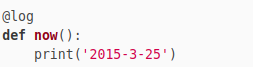 @log
def now():
    print('2015-3-25')